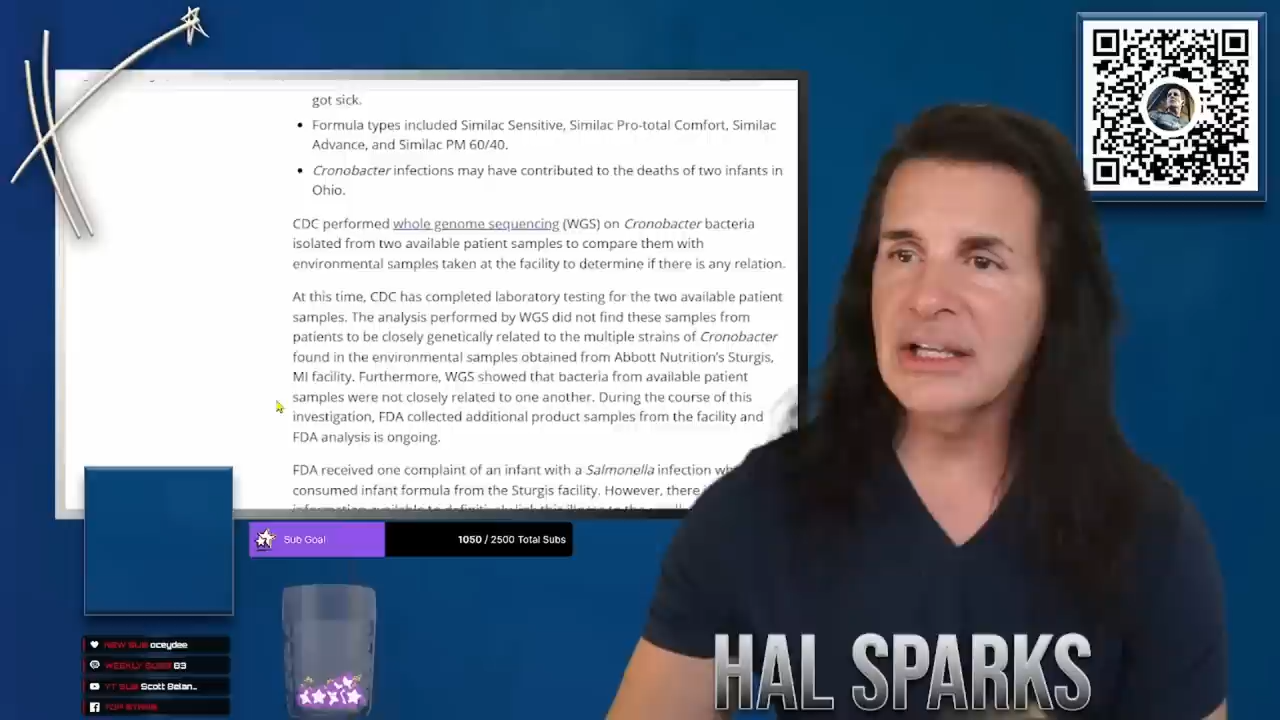 got sick.
• Formula types included Similac Sensitive, Similac Pro-total Comfort, Similac
Advance, and Similac PM 60/40.
• Cronobacter infections may have contributed to the deaths of two infants in
Ohio.
CDC performed whole genome sequencing (WGS) on Cronobacter bacteria
isolated from two available patient samples to compare them with
environmental samples taken at the facility to determine if there is any relation.
At this time, CDC has completed laboratory testing for the two available patient
samples. The analysis performed by WGS did not find these samples from
patients to be closely genetically related to the multiple strains of Cronobacter
found in the environmental samples obtained from Abbott Nutrition's Sturgis,
MI facility. Furthermore, WGS showed that bacteria from available patient
samples were not closely related to one another. During the course of this
investigation, FDA collected additional product samples from the facility and
FDA analysis is ongoing.
FDA received one complaint of an infant with a Salmonella infection
consumed infant formula from the Sturgis facility. However, there
Sub Goal
1050 / 2500 Total Subs
NEW SUB oceydee
WEEKLY SUBS 83
YT SUB Scott Belan..
TOP STARS
HAL SPARKS